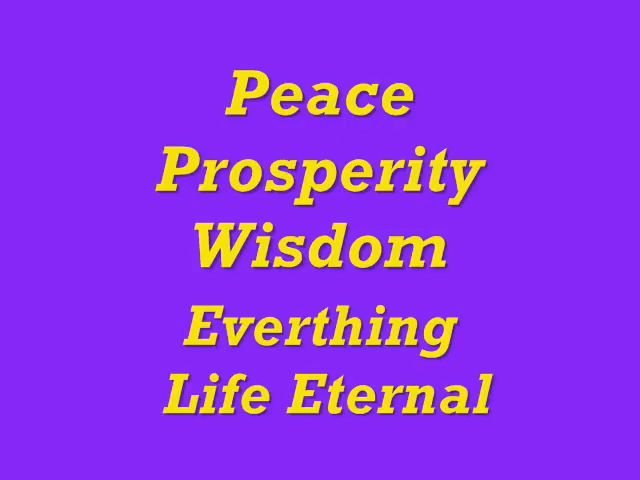 Peace
Prosperity
Wisdom
Everthing
Life Eternal